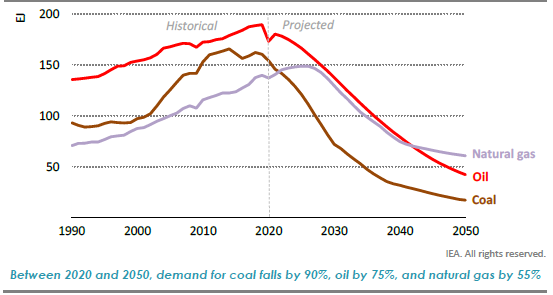 EJ
200
Historical
Projected
150
100
50
Natural gas
Oil
Coal
1990 2000 2010 2020 2030 2040 2050
IEA. All rights reserved.
Between 2020 and 2050, demand for coal falls by 90%, oil by 75%, and natural gas by 55%